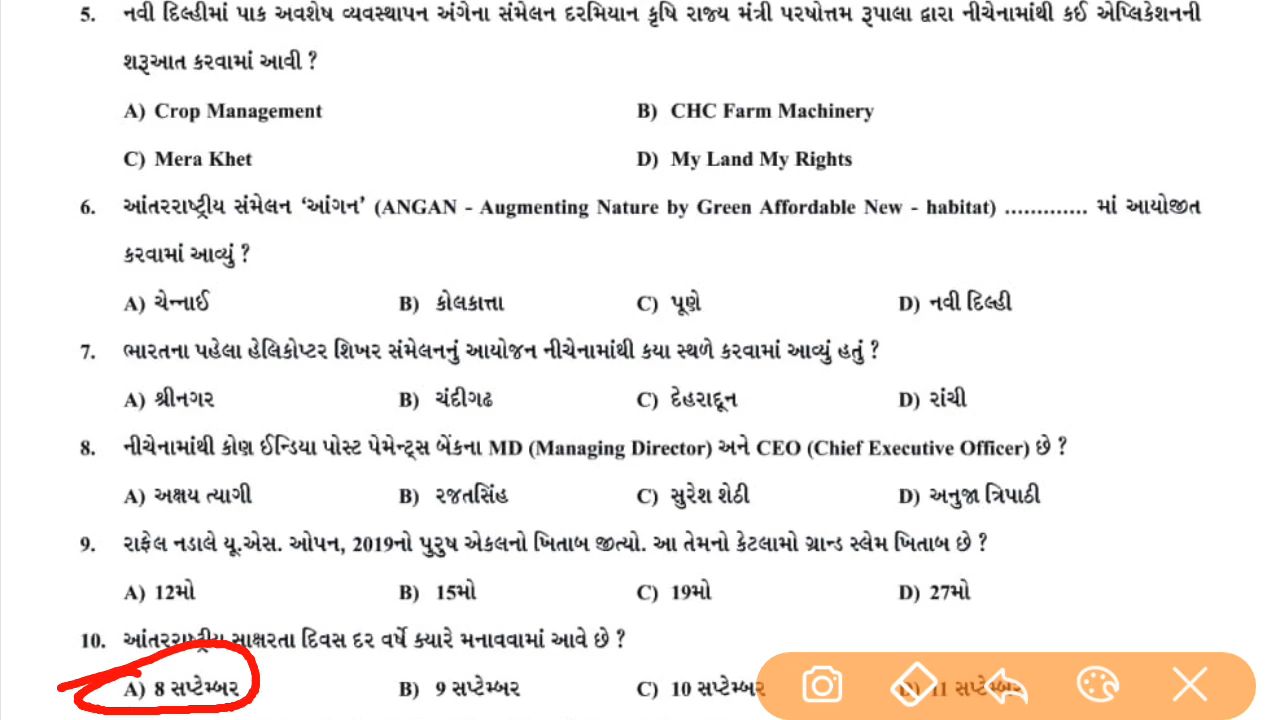 5. નવી દિલ્હીમાં પાક અવશેષ વ્યવસ્થાપન અંગેના સંમેલન દરમિયાન કૃષિ રાજ્ય મંત્રી પરષોત્તમ રૂપાલા દ્વારા નીચેનામાંથી કઈ એપ્લિકેશનની
શરૂઆત કરવામાં આવી ?
A) Crop Management B) CHC Farm Machinery
C) Mera Khet D) My Land My Rights
6. આંતરરાષ્ટ્રીય સંમેલન ‘આંગન’ (ANGAN - Augmenting Nature by Green Affordable New - habitat) ............. માં આયોજીત
કરવામાં આવ્યું ?
A) ચેન્નાઈ B) કોલકાત્તા C) પૂણે D) નવી દિલ્હી
7. ભારતના પહેલા હેલિકોપ્ટર શિખર સંમેલનનું આયોજન નીચેનામાંથી કયા સ્થળે કરવામાં આવ્યું હતું ?
A) શ્રીનગર B) ચંદીગઢ C) દેહરાદૂન D) રાંચી
8. નીચેનામાંથી કોણ ઈન્ડિયા પોસ્ટ પેમેન્ટ્સ બેંકના MD (Managing Director) અને CEO (Chief Executive Officer) છે ?
A) અક્ષય ત્યાગી B) રજતસિંહ C) સુરેશ શેઠી D) અનુજા ત્રિપાઠી
9. રાફેલ નડાલે યૂ.એસ. ઓપન, 2019નો પુરુષ એકલનો ખિતાબ જીત્યો. આ તેમનો કેટલામો ગ્રાન્ડ સ્લેમ ખિતાબ છે ?
A) 12મો B) 15મો C) 19મો D) 27મો
10. આંતરરાષ્ટ્રીય સાક્ષરતા દિવસ દર વર્ષે ક્યારે મનાવવામાં આવે છે ?
A) 8 સપ્ટેમ્બર B) 9 સપ્ટેમ્બર C) 10 સપ્ટેમ્બર D) 11 સપ્ટેમ્બર